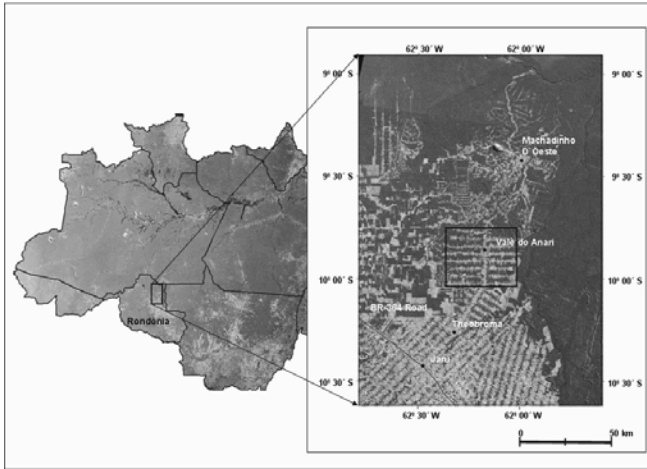 62° 30´ W
62° 00´ W
9° 00´ S
9° 00´ S
Machadinho
D´Oeste
9° 30´ S
9° 30´ S
Vale do Anari
10° 00´ S
10° 00´ S
BR-364 Road
Rondônia
Theobroma
Jaru
10° 30´ S
10° 30´ S
62° 30´ W
62° 00´ W
0
50 km